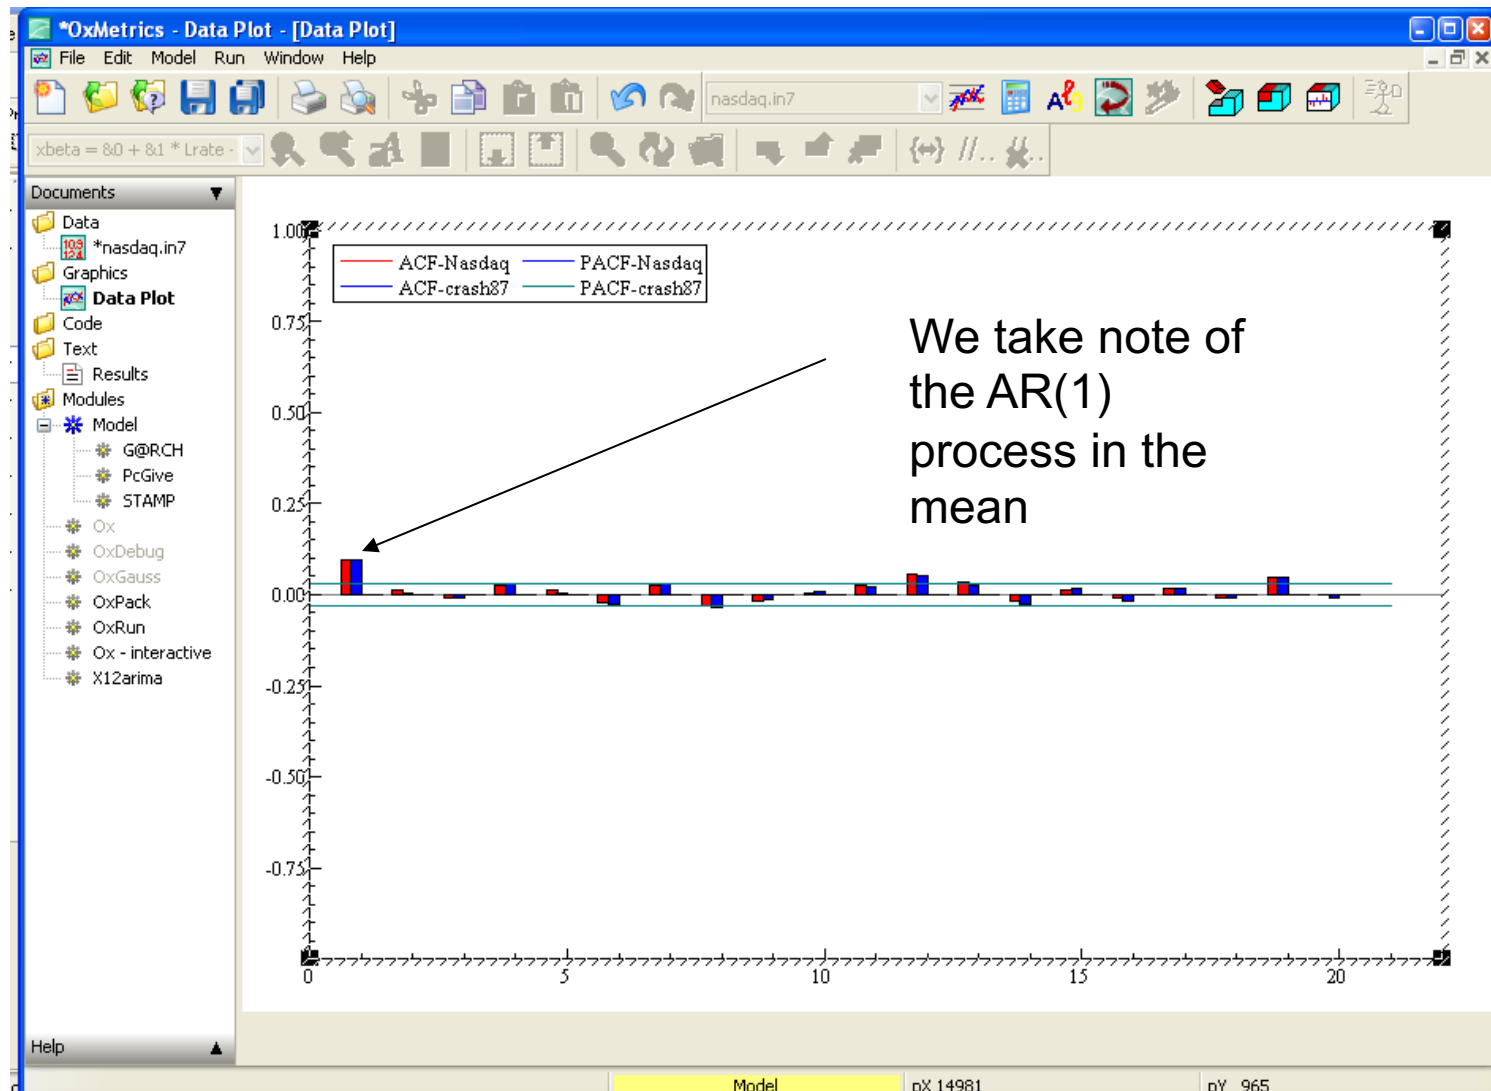 *OxMetrics - Data Plot - [Data Plot]
File Edit Model Run Window Help
nasdaq.in7
xbeta = &0 + &1 * Lrate -
Documents
Data
*nasdaq.in7
Graphics
Data Plot
Code
Text
Results
Modules
Model
G@RCH
PcGive
STAMP
Ox
OxDebug
OxGauss
OxPack
OxRun
Ox - interactive
X12arima
Help
1.00
ACF-Nasdaq PACF-Nasdaq
ACF-crash87 PACF-crash87
0.75
0.50
0.25
0.00
-0.25
-0.50
-0.75
0 5 10 15 20
We take note of
the AR(1)
process in the
mean
Model pX 14981 pY 965